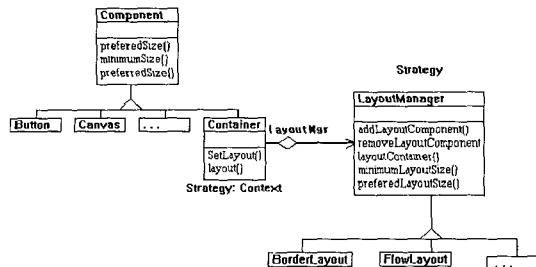 Component
preferedSize()
minimumSize()
preferredSize()
Button
Canvas
...
Container
SetLayout()
layout()
Strategy: Context
LayoutMgr
Strategy
LayoutManager
addLayoutComponent()
removeLayoutComponent
layoutContainer()
minimumLayoutSize()
preferedLayoutSize()
BorderLayout
FlowLayout